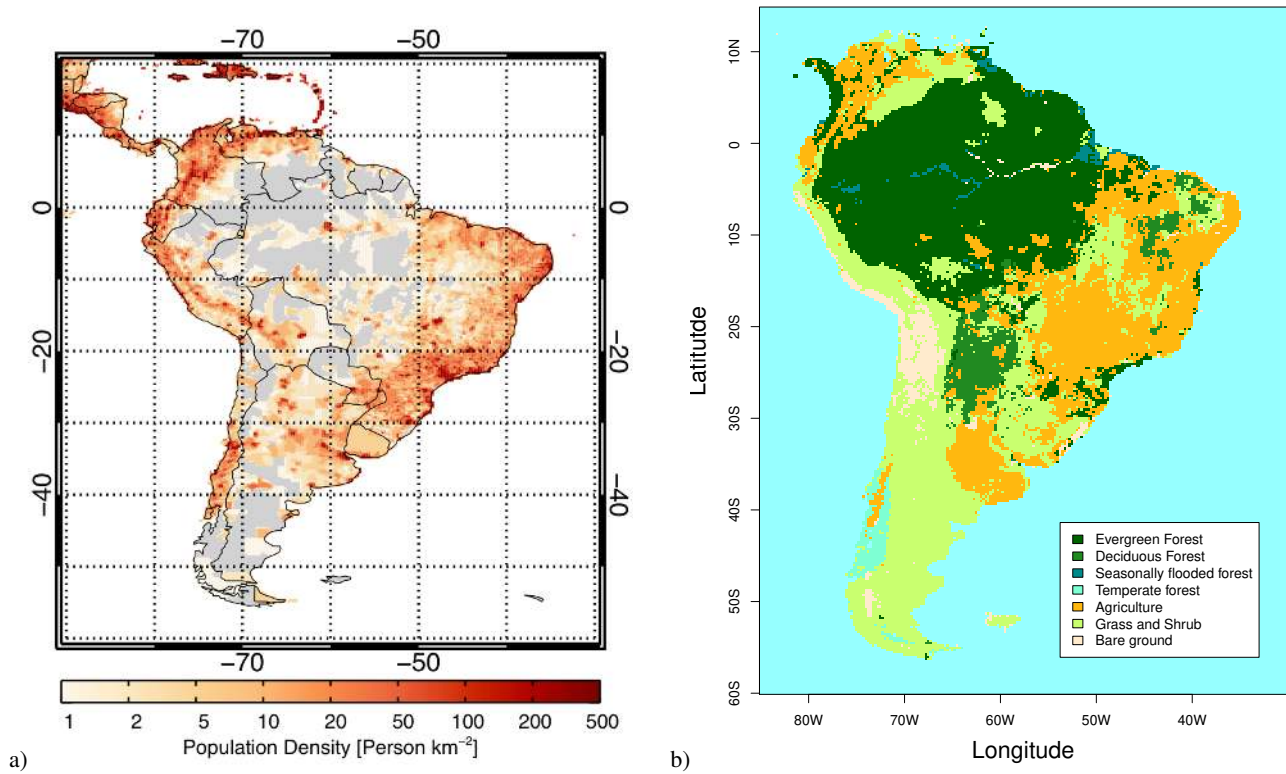 −70 −50
0 0
−20 −20
−40 −40
−70 −50
1 2 5 10 20 50 100 200 500
Population Density [Person km−2]
a)
10N
0
10S
20S
30S
40S
50S
60S
Latitutde
Evergreen Forest
Deciduous Forest
Seasonally flooded forest
Temperate forest
Agriculture
Grass and Shrub
Bare ground
80W 70W 60W 50W 40W
Longitude
b)